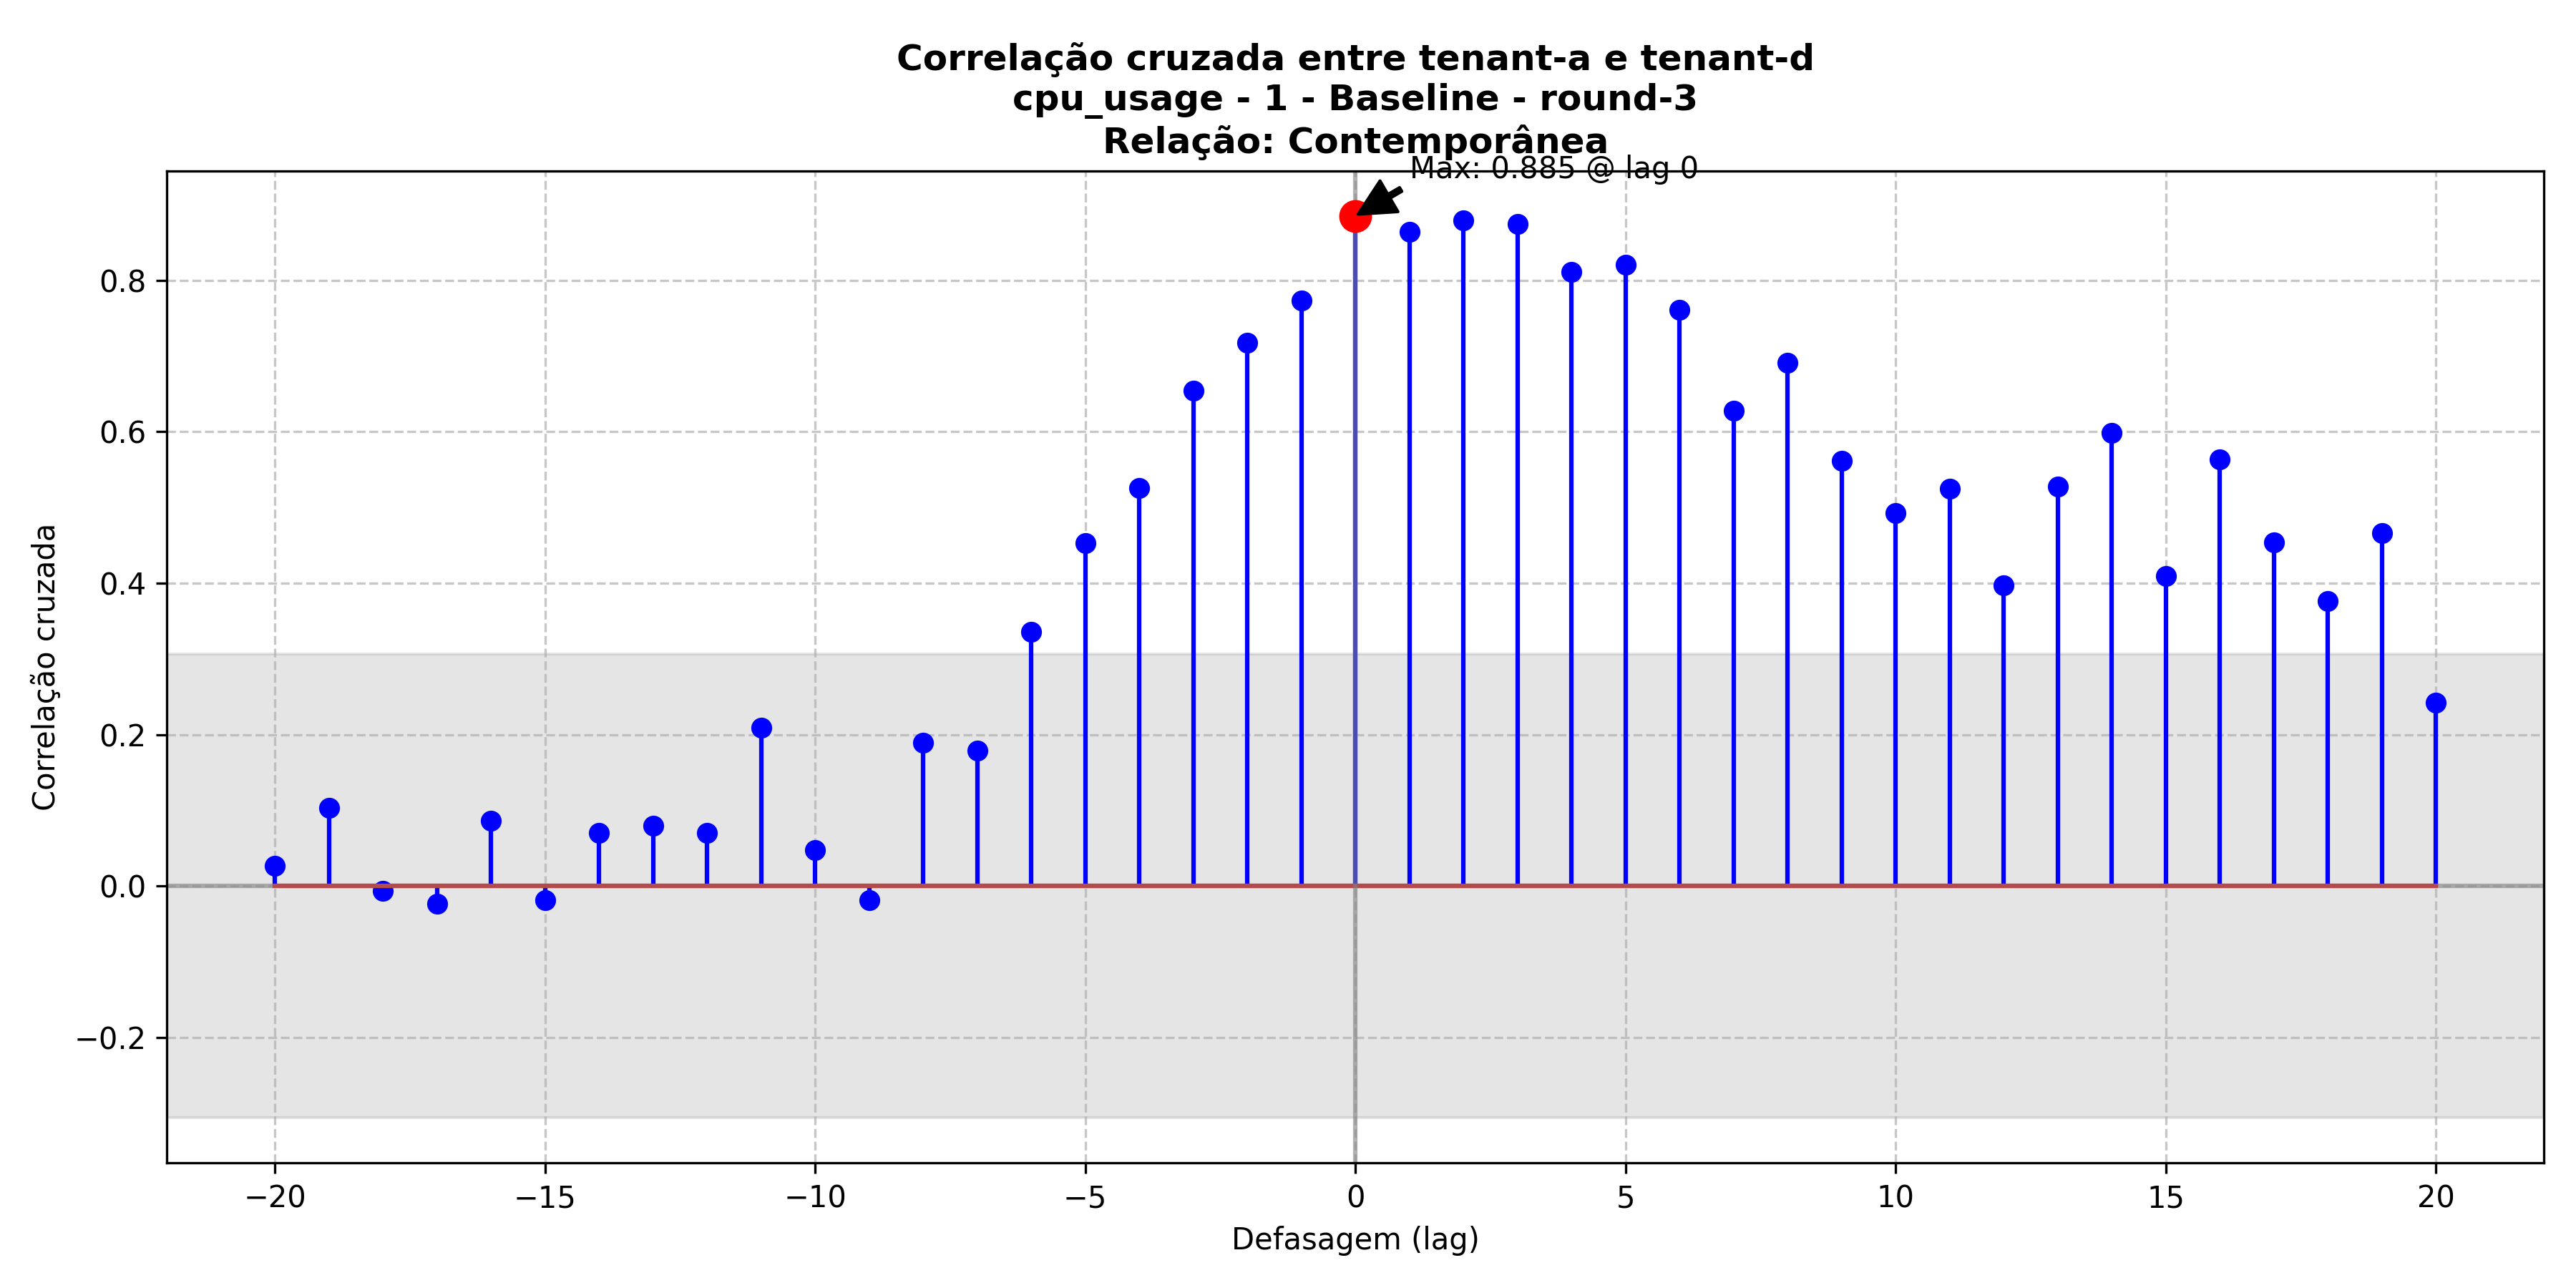 Correlação cruzada entre tenant-a e tenant-d
cpu_usage - 1 - Baseline - round-3
Relação: Contemporânea
Max: 0.885 @ lag 0
Correlação cruzada
0.8
0.6
0.4
0.2
0.0
−0.2
−20
−15
−10
−5
0
5
10
15
20
Defasagem (lag)